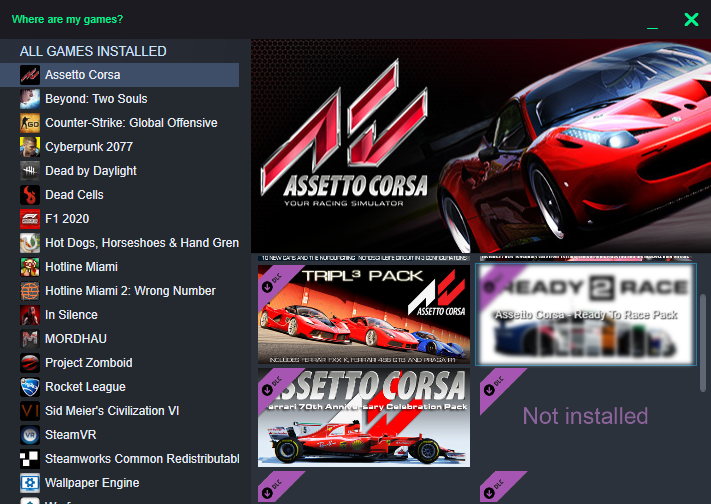 Where are my games?
ALL GAMES INSTALLED
Assetto Corsa
Beyond: Two Souls
Counter-Strike: Global Offensive
Cyberpunk 2077
Dead by Daylight
Dead Cells
F1 2020
Hot Dogs, Horseshoes & Hand Gren
Hotline Miami
Hotline Miami 2: Wrong Number
In Silence
MORDHAU
Project Zomboid
Rocket League
Sid Meier's Civilization VI
SteamVR
Steamworks Common Redistributabl
Wallpaper Engine
ASSETTO CORSA
YOUR RACING SIMULATOR
DLC
TRIPL3 PACK
ASSETTO CORSA
INCLUDES FERRARI FXX K, FERRARI 488 GTB AND PRAGA R1
DLC
READY 2 RACE
Assetto Corsa - Ready To Race Pack
DLC
ASSETTO CORSA
Ferrari 70th Anniversary Celebration Pack
DLC
Not installed
DLC
DLC